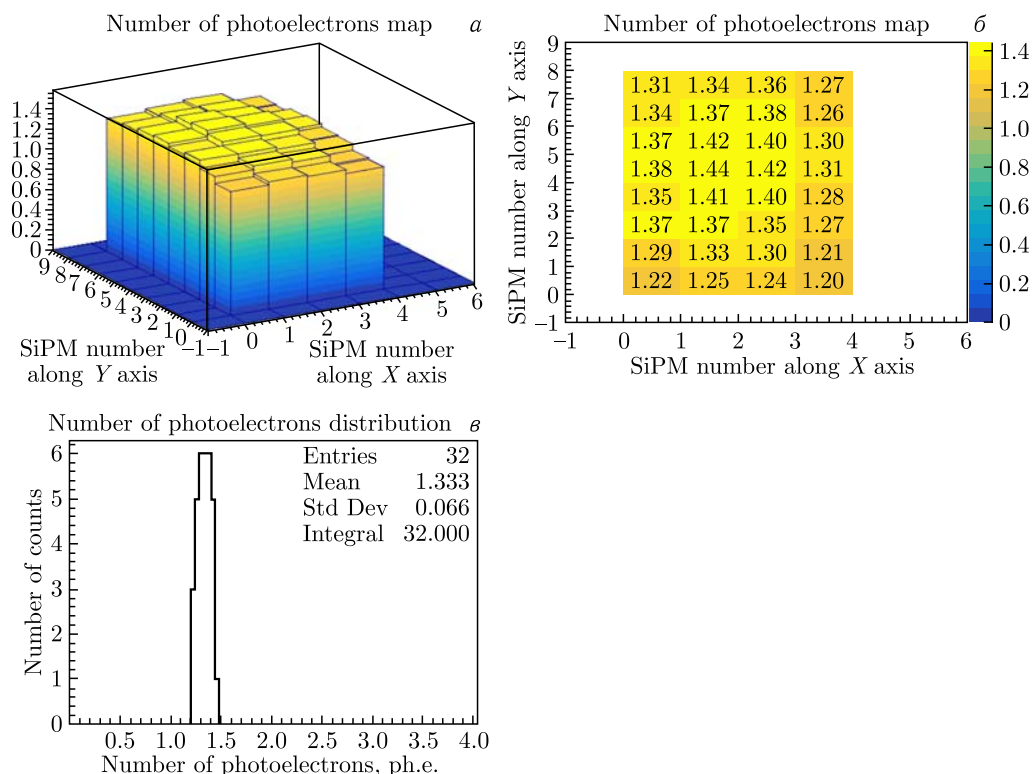 Number of photoelectrons map а
1.4
1.2
1.0
0.8
0.6
0.4
0.2
0
9
8
7
6
5
4
3
2
1
0
–1
–1
0
1
2
3
4
5
6
SiPM number
along Y axis
SiPM number
along X axis
Number of photoelectrons map б
SiPM number along Y axis
9
8
7
6
5
4
3
2
1
0
–1
1.31 1.34 1.36 1.27
1.34 1.37 1.38 1.26
1.37 1.42 1.40 1.30
1.38 1.44 1.42 1.31
1.35 1.41 1.40 1.28
1.37 1.37 1.35 1.27
1.29 1.33 1.30 1.21
1.22 1.25 1.24 1.20
–1 0 1 2 3 4 5 6
SiPM number along X axis
1.4
1.2
1.0
0.8
0.6
0.4
0.2
0
Number of photoelectrons distribution в
Number of counts
6
5
4
3
2
1
0
Entries 32
Mean 1.333
Std Dev 0.066
Integral 32.000
0.5 1.0 1.5 2.0 2.5 3.0 3.5 4.0
Number of photoelectrons, ph.e.